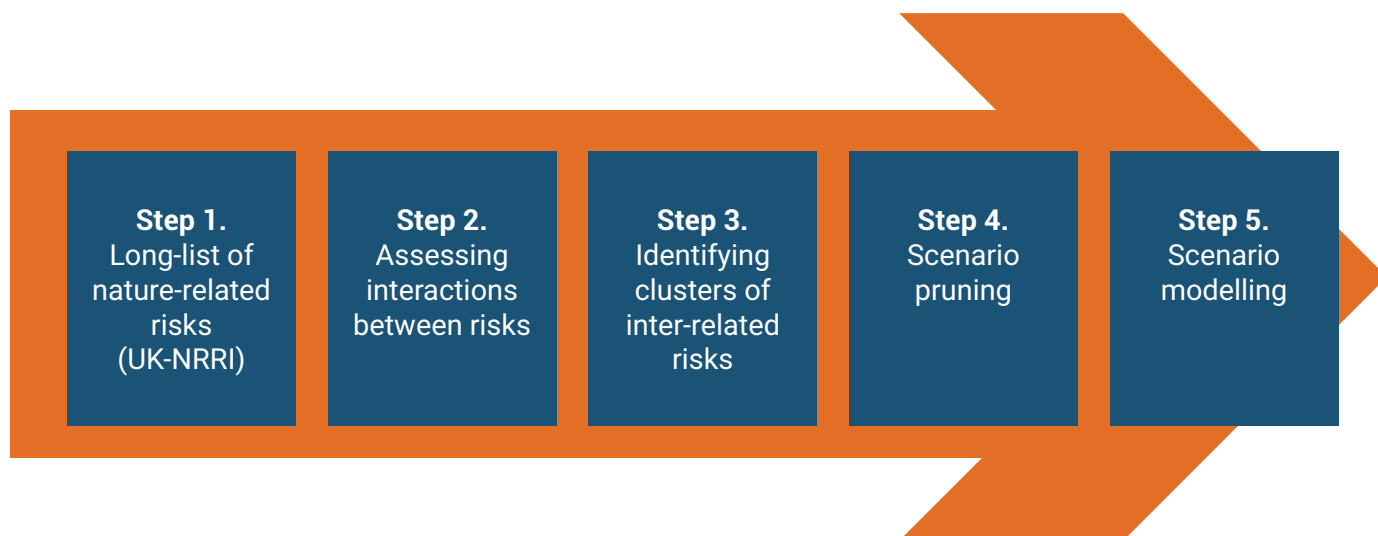 Step 1.
Long-list of
nature-related
risks
(UK-NRRI)
Step 2.
Assessing
interactions
between risks
Step 3.
Identifying
clusters of
inter-related
risks
Step 4.
Scenario
pruning
Step 5.
Scenario
modelling